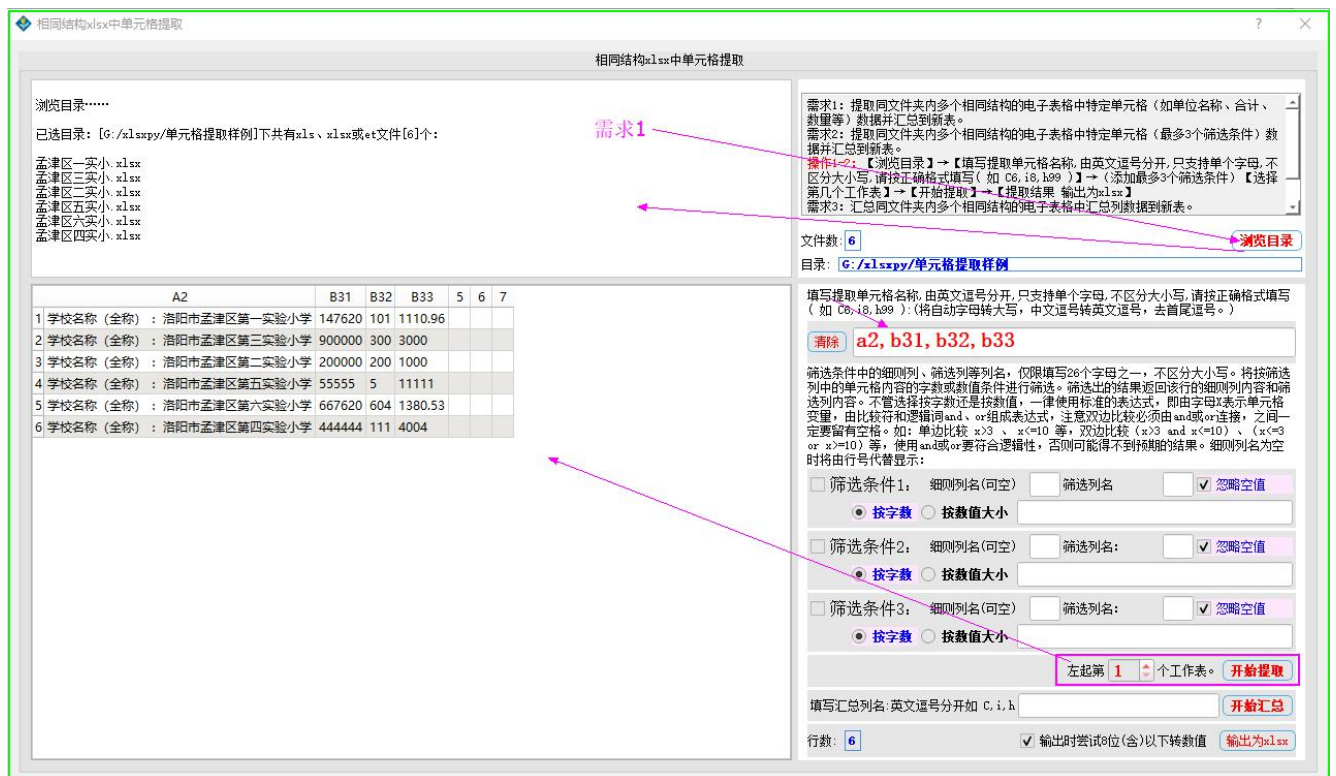 相同结构xlsx中单元格提取
?
相同结构xlsx中单元格提取
浏览目录……
已选目录：[G:/xlsxpy/单元格提取样例]下共有xls、xlsx或et文件[6]个：
孟津区一实小.xlsx
孟津区三实小.xlsx
孟津区二实小.xlsx
孟津区五实小.xlsx
孟津区六实小.xlsx
孟津区四实小.xlsx
需求1
需求1：提取同文件夹内多个相同结构的电子表格中特定单元格（如单位名称、合计、
数量等）数据并汇总到新表。
需求2：提取同文件夹内多个相同结构的电子表格中特定单元格（最多3个筛选条件）数
据并汇总到新表。
操作1-2：【浏览目录】→【填写提取单元格名称，由英文逗号分开，只支持单个字母，不
区分大小写，请按正确格式填写( 如 C6,i8,h99 )】→（添加最多3个筛选条件）【选择
第几个工作表】→【开始提取】→【提取结果 输出为xlsx】
需求3：汇总同文件夹内多个相同结构的电子表格中汇总列数据到新表。
文件数: 6 浏览目录
目录: G:/xlsxpy/单元格提取样例
A2 B31 B32 B33 5 6 7
1 学校名称（全称）：洛阳市孟津区第一实验小学 147620 101 1110.96
2 学校名称（全称）：洛阳市孟津区第三实验小学 900000 300 3000
3 学校名称（全称）：洛阳市孟津区第二实验小学 200000 200 1000
4 学校名称（全称）：洛阳市孟津区第五实验小学 55555 5 11111
5 学校名称（全称）：洛阳市孟津区第六实验小学 667620 604 1380.53
6 学校名称（全称）：洛阳市孟津区第四实验小学 444444 111 4004
填写提取单元格名称,由英文逗号分开,只支持单个字母,不区分大小写,请按正确格式填写
( 如 C6,i8,h99 ):(将自动字母转大写，中文逗号转英文逗号，去首尾逗号。)
清除 a2,b31,b32,b33
筛选条件中的细则列、筛选列等列名，仅限填写26个字母之一，不区分大小写。将按筛选
列中的单元格内容的字数或数值条件进行筛选。筛选出的结果返回该行的细则列内容和筛
选列内容。不管选择按字数还是按数值，一律使用标准的表达式，即由字母X表示单元格
变量，由比较符和逻辑词and、or组成表达式，注意双边比较必须由and或or连接，之间一
定要留有空格。如：单边比较 x>3 、 x<=10 等，双边比较（x>3 and x<=10）、（x<=3
or x>=10）等，使用and或or要符合逻辑性，否则可能得不到预期的结果。细则列名为空
时将由行号代替显示：
筛选条件1： 细则列名(可空) 筛选列名 忽略空值
按字数 按数值大小
筛选条件2： 细则列名(可空) 筛选列名: 忽略空值
按字数 按数值大小
筛选条件3： 细则列名(可空) 筛选列名: 忽略空值
按字数 按数值大小
左起第 1 个工作表。 开始提取
填写汇总列名:英文逗号分开如 C,i,h 开始汇总
行数: 6 输出时尝试8位(含)以下转数值 输出为xlsx